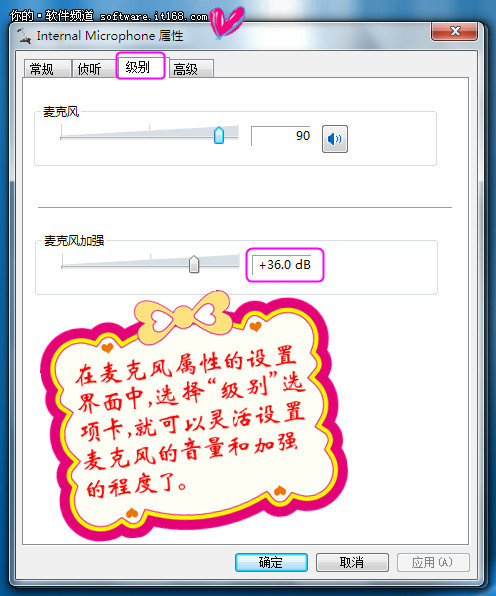 你的·软件频道 software.it168.com
Internal Microphone 属性
常规 侦听 级别 高级
麦克风
90
麦克风加强
+36.0 dB
在麦克风属性的设置
界面中,选择“级别”选
项卡,就可以灵活设置
麦克风的音量和加强
的程度了。
确定 取消 应用(A)